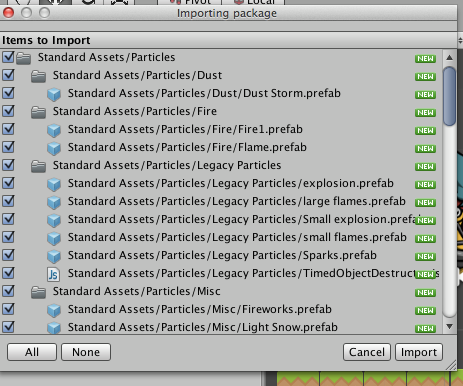 Pivot Local
Importing package
Items to Import
Standard Assets/Particles NEW
Standard Assets/Particles/Dust NEW
Standard Assets/Particles/Dust/Dust Storm.prefab NEW
Standard Assets/Particles/Fire NEW
Standard Assets/Particles/Fire/Fire1.prefab NEW
Standard Assets/Particles/Fire/Flame.prefab NEW
Standard Assets/Particles/Legacy Particles NEW
Standard Assets/Particles/Legacy Particles/explosion.prefab NEW
Standard Assets/Particles/Legacy Particles/large flames.prefab NEW
Standard Assets/Particles/Legacy Particles/Small explosion.prefa NEW
Standard Assets/Particles/Legacy Particles/small flames.prefab NEW
Standard Assets/Particles/Legacy Particles/Sparks.prefab NEW
Js Standard Assets/Particles/Legacy Particles/TimedObjectDestruct NEW s
Standard Assets/Particles/Misc NEW
Standard Assets/Particles/Misc/Fireworks.prefab NEW
Standard Assets/Particles/Misc/Light Snow.prefab NEW
All None Cancel Import